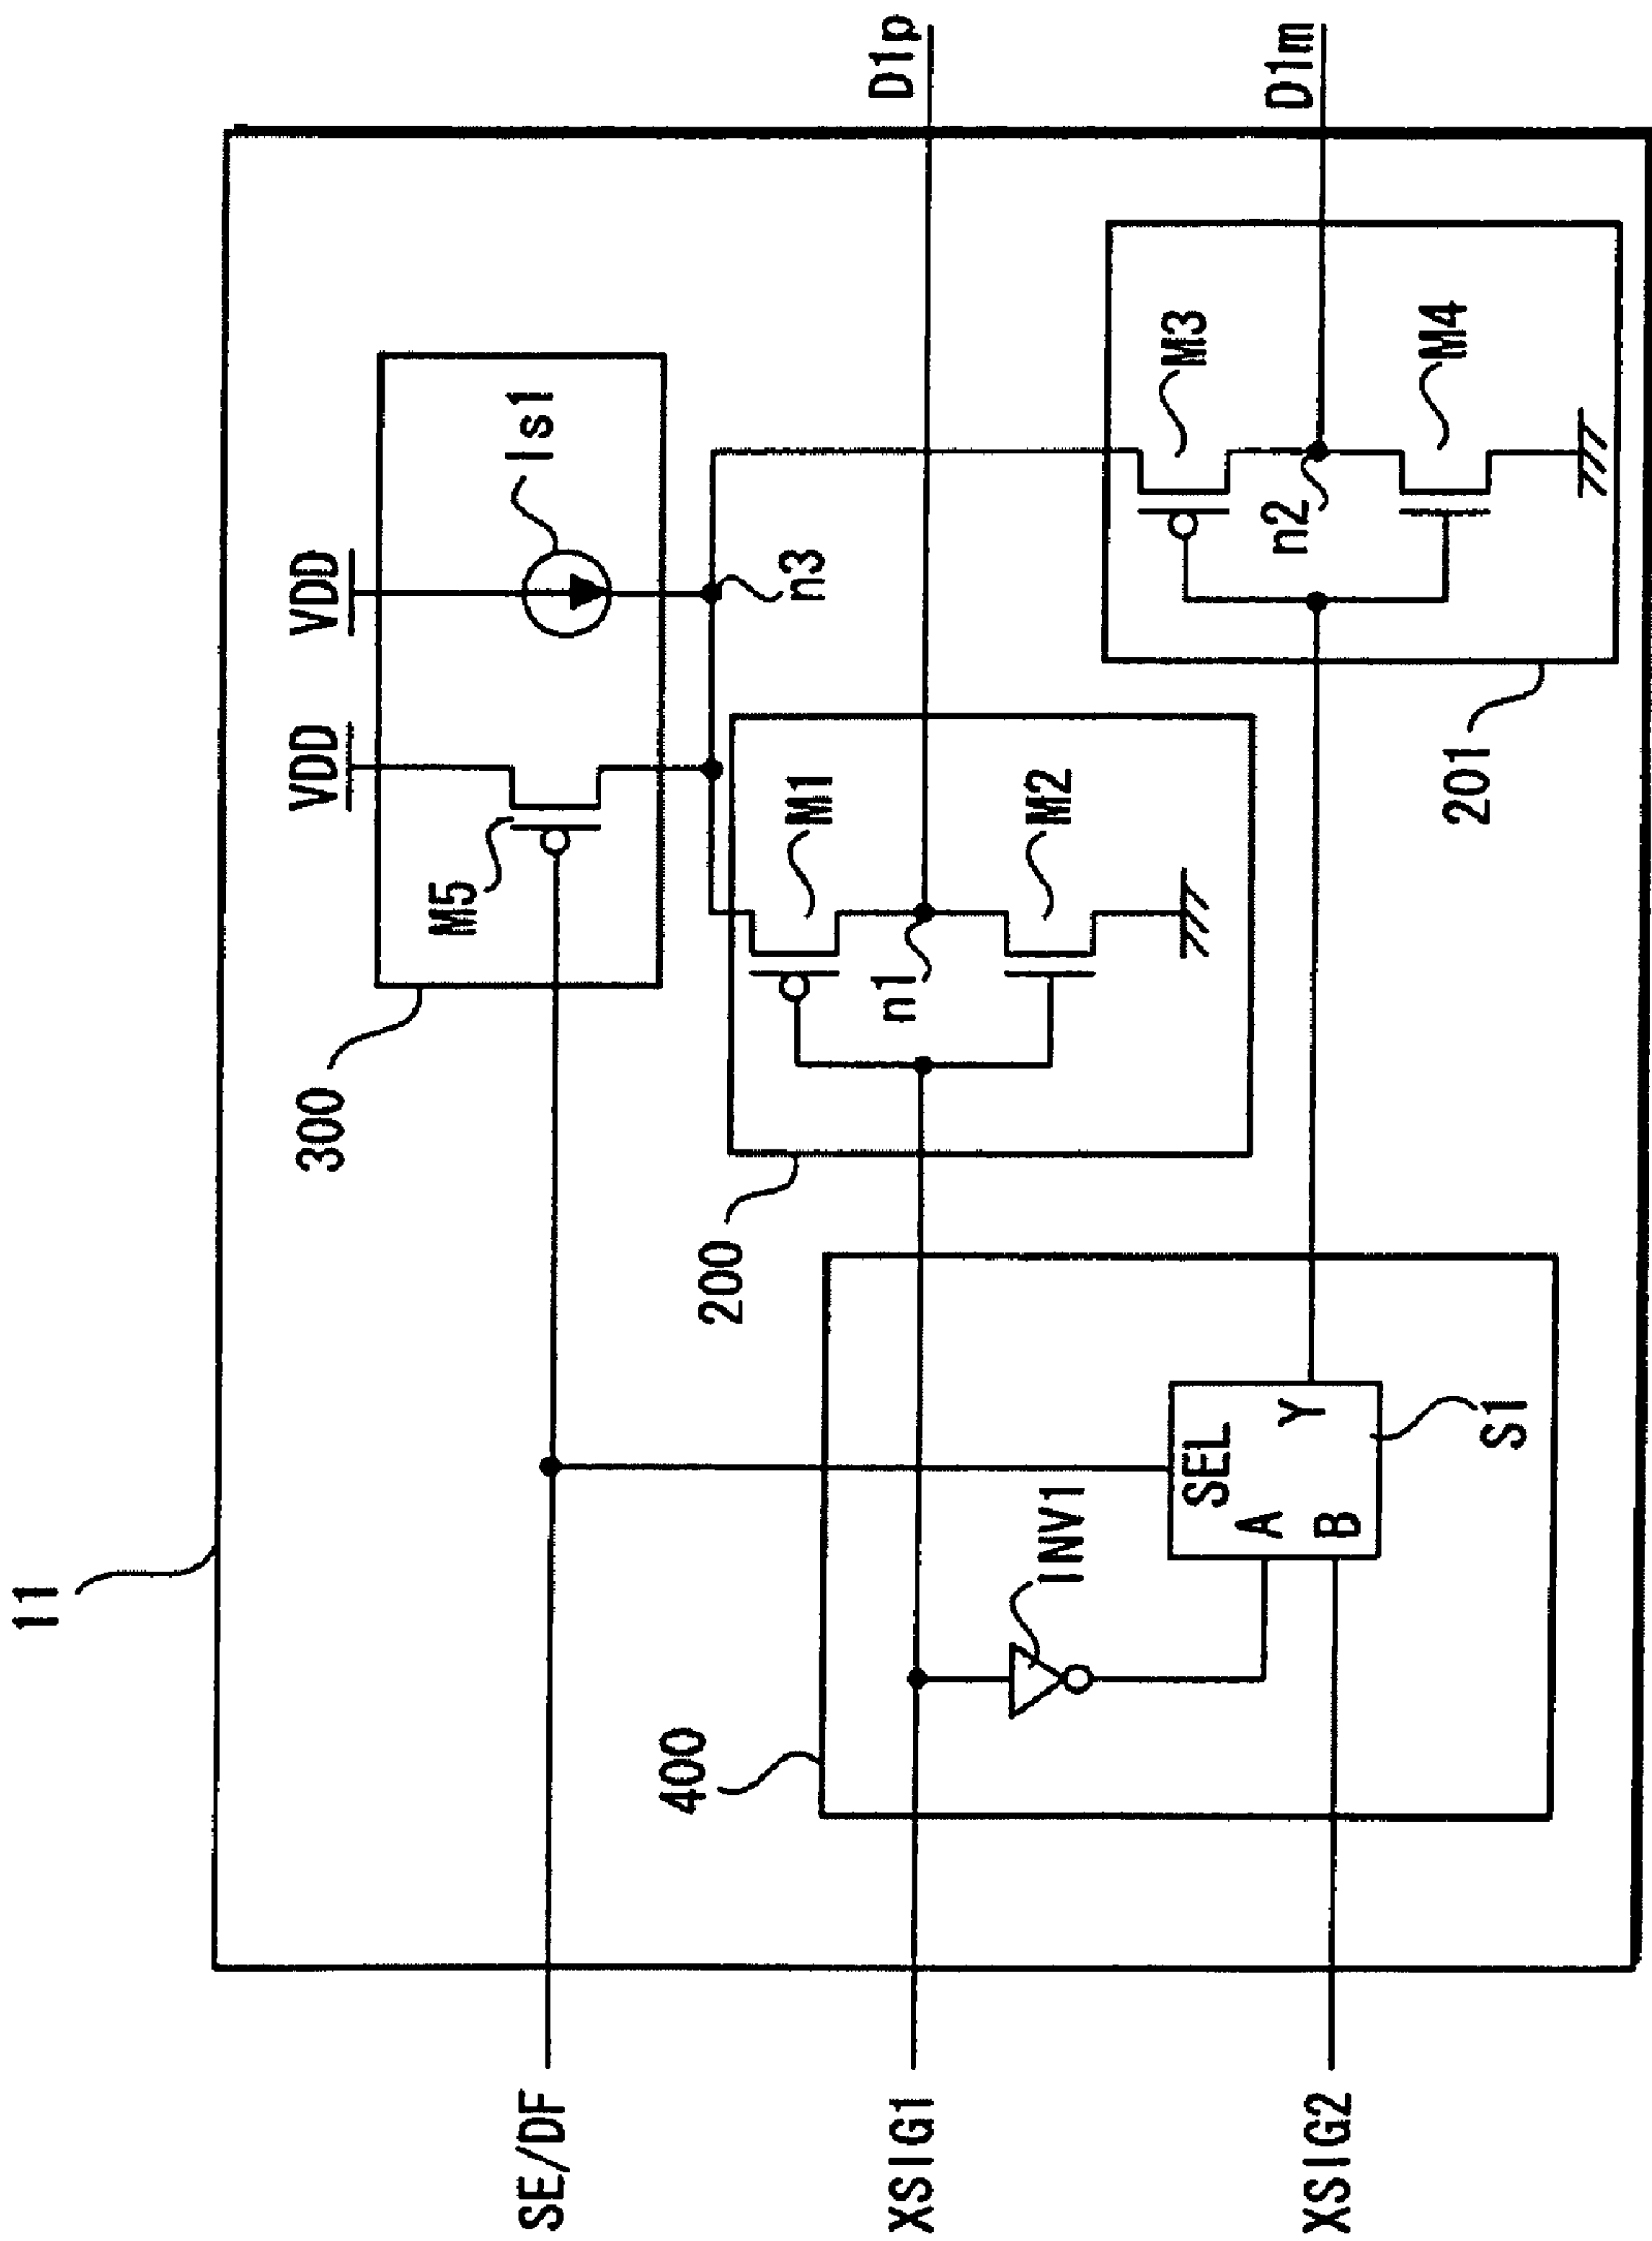 11
300
VDD
VDD
M5
Is1
n3
D1p
D1m
200
M1
n1
M2
M3
n2
M4
201
400
INV1
SEL
A
B
Y
S1
SE/DF
XSIG1
XSIG2